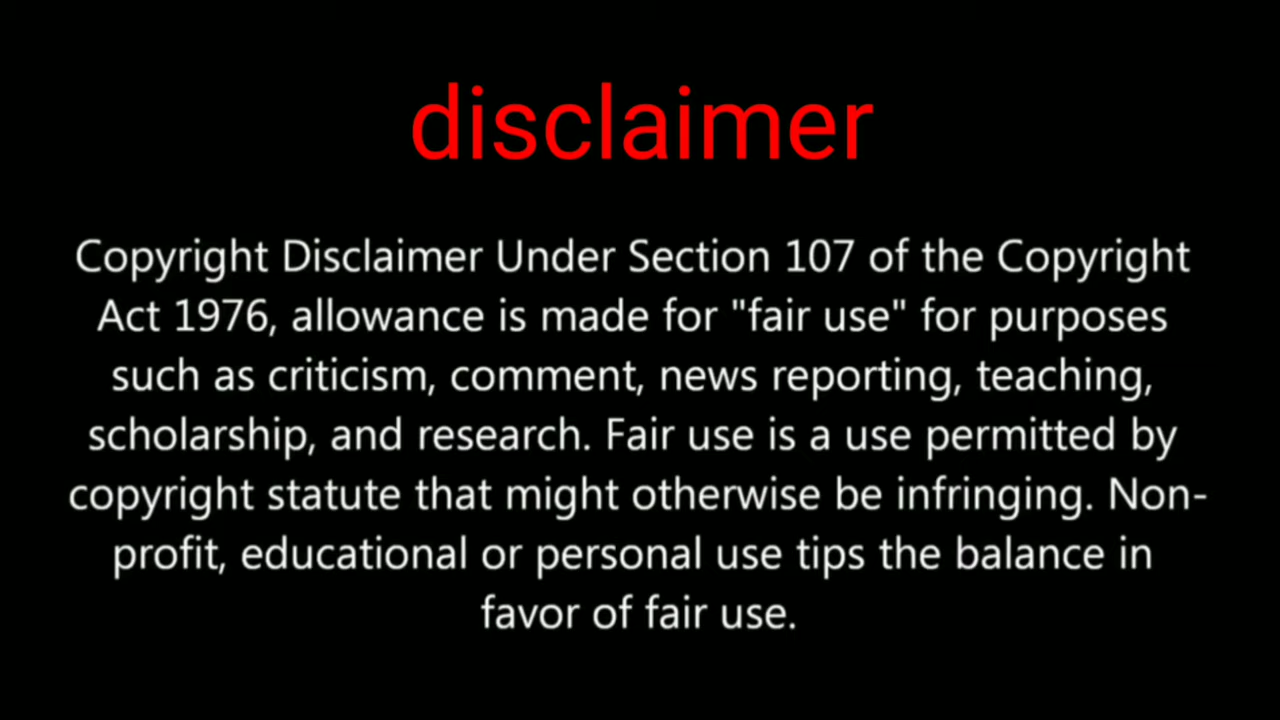 disclaimer
Copyright Disclaimer Under Section 107 of the Copyright
Act 1976, allowance is made for "fair use" for purposes
such as criticism, comment, news reporting, teaching,
scholarship, and research. Fair use is a use permitted by
copyright statute that might otherwise be infringing. Non-
profit, educational or personal use tips the balance in
favor of fair use.